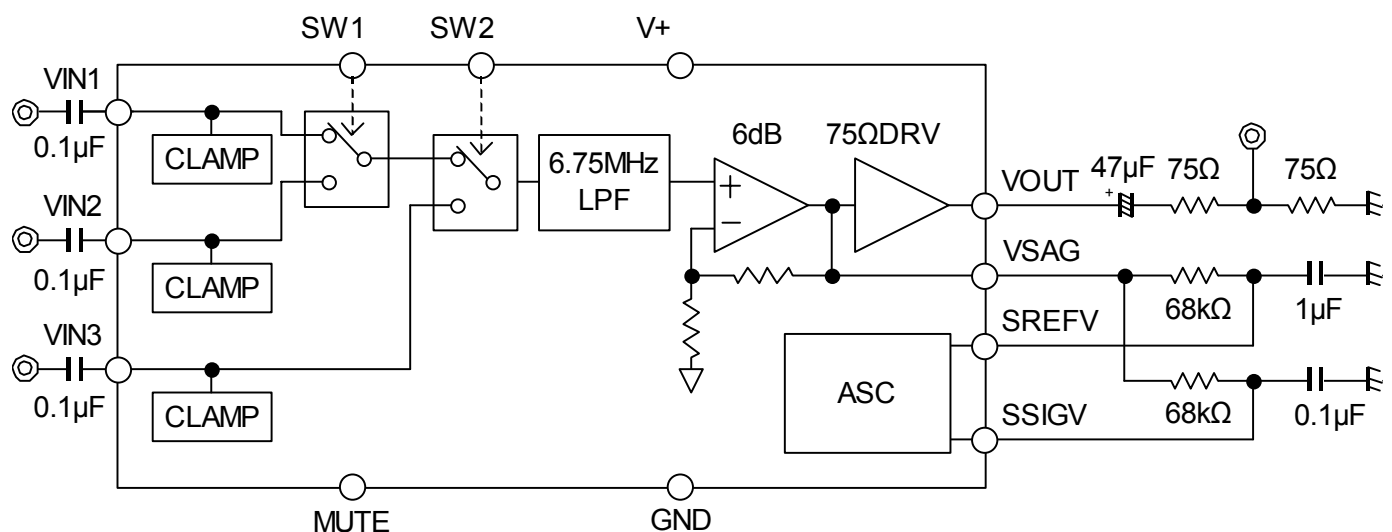 SW1
SW2
V+
VIN1
0.1µF
CLAMP
VIN2
0.1µF
CLAMP
VIN3
0.1µF
CLAMP
6.75MHz
LPF
6dB
+
−
75ΩDRV
VOUT
47µF
+
75Ω
75Ω
VSAG
68kΩ
1µF
SREFV
ASC
68kΩ
0.1µF
SSIGV
MUTE
GND